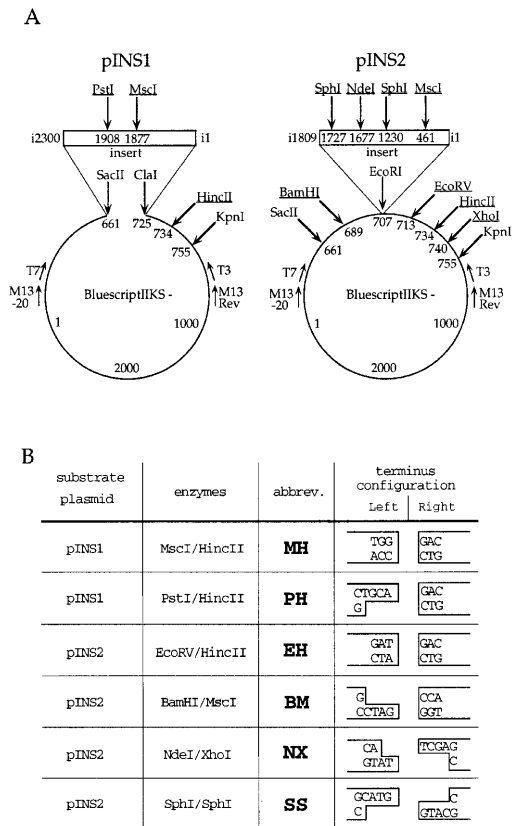 A
pINS1
pINS2
PstI MscI
SphI NdeI SphI MscI
i2300 1908 1877 i1
i1809 1727 1677 1230 461 i1
insert
insert
SacII ClaI
EcoRI
HincII
KpnI
BamHI
SacII
EcoRV
HincII
XhoI
KpnI
661 725 734 755
661 689 707 713 734 740 755
T7 T3
T7 T3
M13 -20
M13 Rev
M13 -20
M13 Rev
BluescriptIIKS -
BluescriptIIKS -
1 1000
1 1000
2000
2000
B
substrate plasmid enzymes abbrev. terminus configuration
Left Right
pINS1 MscI/HincII MH TGG GAC
ACC CTG
pINS1 PstI/HincII PH CTGCA GAC
G CTG
pINS2 EcoRV/HincII EH GAT GAC
CTA CTG
pINS2 BamHI/MscI BM G CCA
CCTAG GGT
pINS2 NdeI/XhoI NX CA TCGAG
GTAT C
pINS2 SphI/SphI SS GCATG C
C GTACG